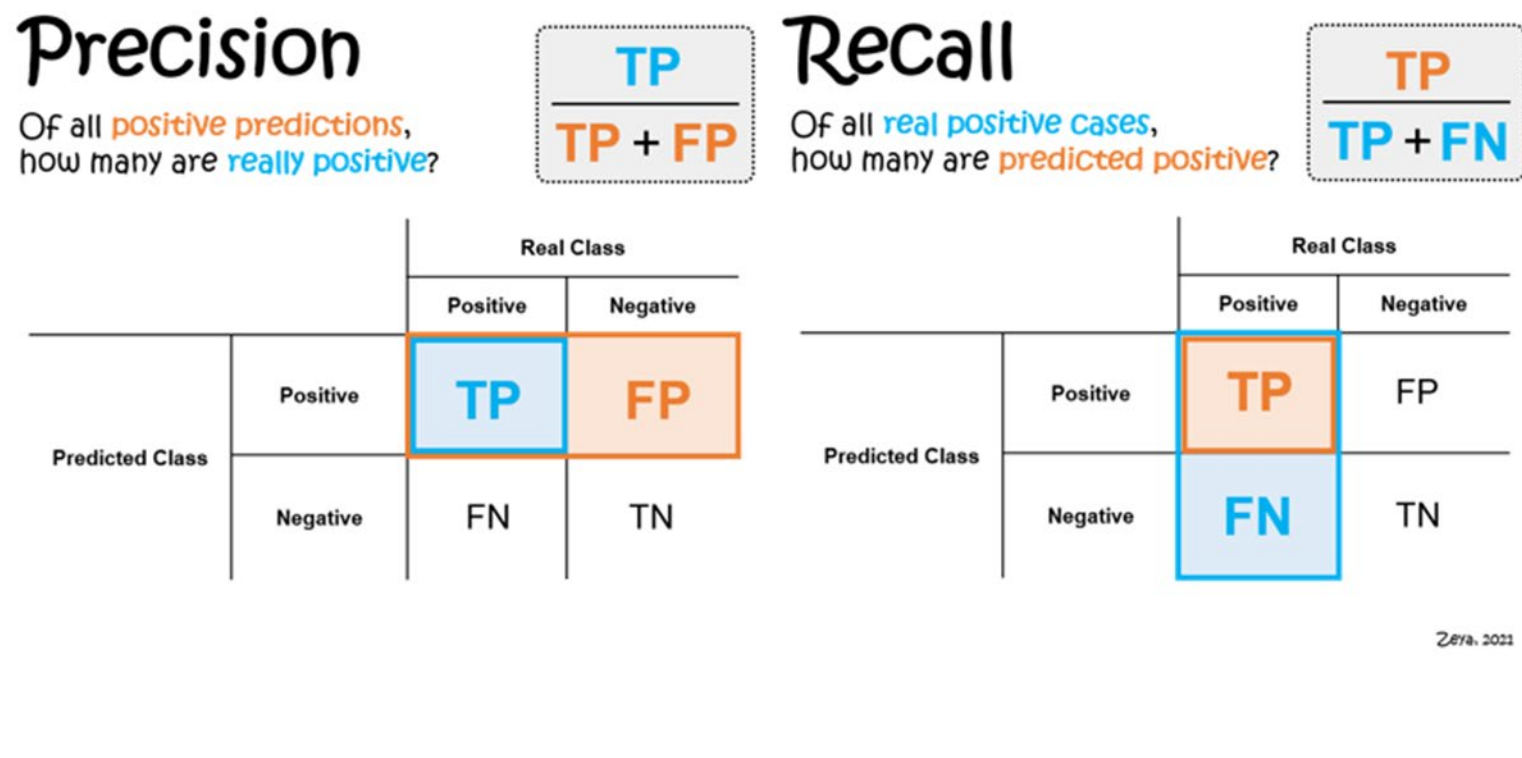 Precision
Of all positive predictions,
how many are really positive?
TP
TP + FP
Real Class
Positive Negative
Predicted Class
Positive TP FP
Negative FN TN
Recall
Of all real positive cases,
how many are predicted positive?
TP
TP + FN
Real Class
Positive Negative
Predicted Class
Positive TP FP
Negative FN TN
Zeya, 2021